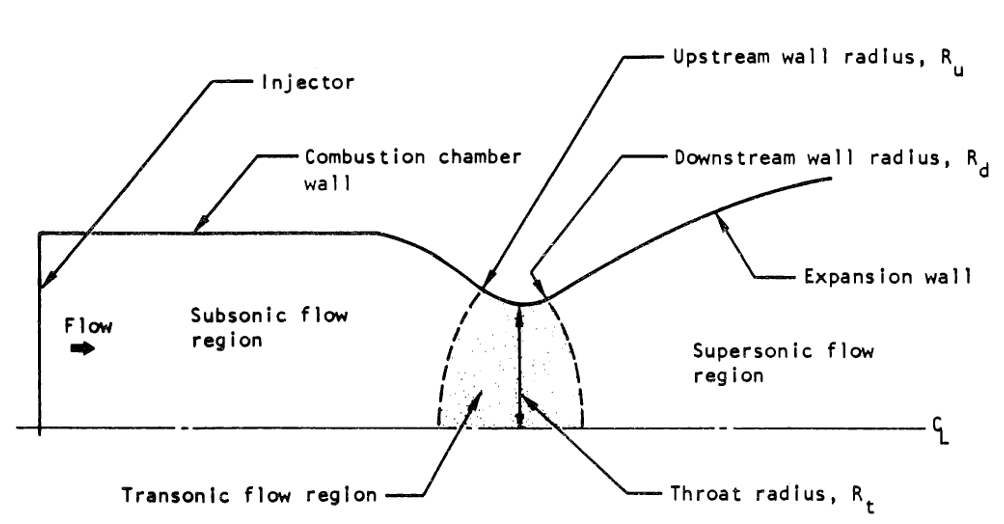 Upstream wall radius, Ru
Injector
Combustion chamber
wall
Downstream wall radius, Rd
Expansion wall
Flow
Subsonic flow
region
Supersonic flow
region
℄
Transonic flow region
Throat radius, Rt